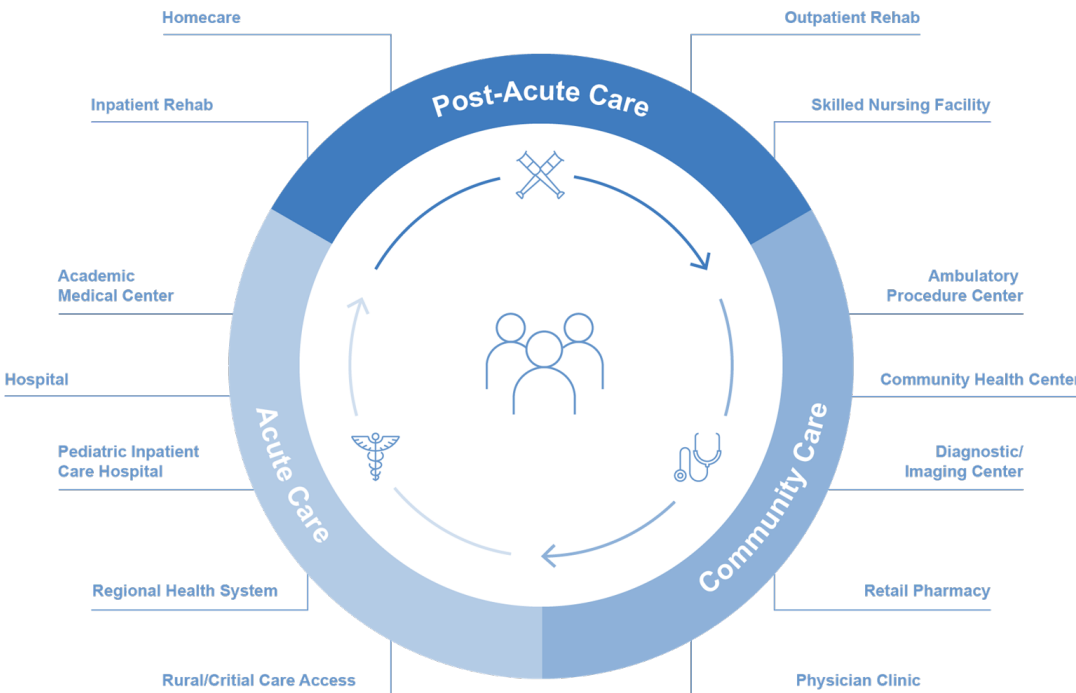 Homecare
Outpatient Rehab
Post-Acute Care
Inpatient Rehab
Skilled Nursing Facility
Academic
Medical Center
Ambulatory
Procedure Center
Hospital
Community Health Center
Acute Care
Community Care
Pediatric Inpatient
Care Hospital
Diagnostic/
Imaging Center
Regional Health System
Retail Pharmacy
Rural/Critial Care Access
Physician Clinic